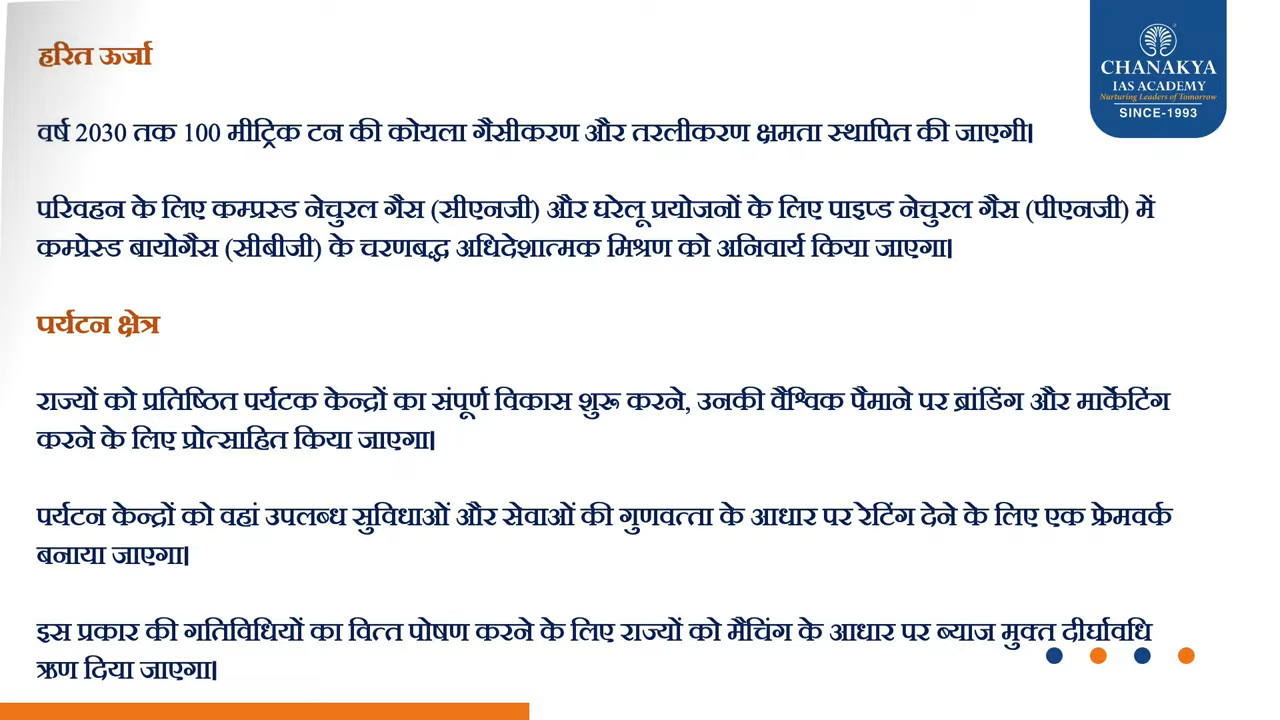 हरित ऊर्जा
CHANAKYA
IAS ACADEMY
Nurturing Leaders of Tomorrow
SINCE-1993
वर्ष 2030 तक 100 मीट्रिक टन की कोयला गैसीकरण और तरलीकरण क्षमता स्थापित की जाएगी।
परिवहन के लिए कम्प्रस्ड नेचुरल गैस (सीएनजी) और घरेलू प्रयोजनों के लिए पाइप्ड नेचुरल गैस (पीएनजी) में
कम्प्रेस्ड बायोगैस (सीबीजी) के चरणबद्ध अधिदेशात्मक मिश्रण को अनिवार्य किया जाएगा।
पर्यटन क्षेत्र
राज्यों को प्रतिष्ठित पर्यटक केन्द्रों का संपूर्ण विकास शुरू करने, उनकी वैश्विक पैमाने पर ब्रांडिंग और मार्केटिंग
करने के लिए प्रोत्साहित किया जाएगा।
पर्यटन केन्द्रों को वहां उपलब्ध सुविधाओं और सेवाओं की गुणवत्ता के आधार पर रेटिंग देने के लिए एक फ्रेमवर्क
बनाया जाएगा।
इस प्रकार की गतिविधियों का वित्त पोषण करने के लिए राज्यों को मैचिंग के आधार पर ब्याज मुक्त दीर्घावधि
ऋण दिया जाएगा।